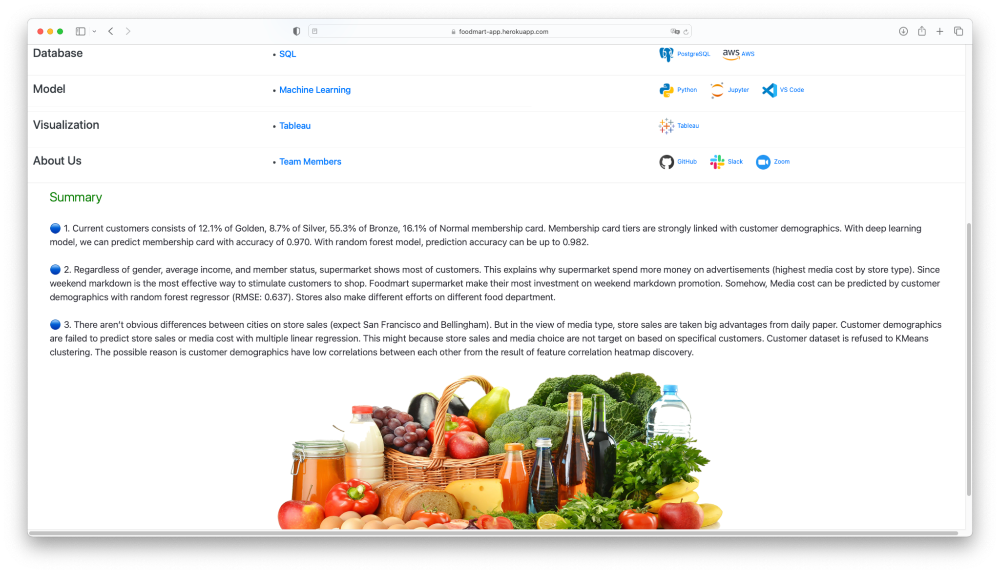 foodmart-app.herokuapp.com
Database
• SQL
PostgreSQL
aws AWS
Model
• Machine Learning
Python
Jupyter
VS Code
Visualization
• Tableau
Tableau
About Us
• Team Members
GitHub
Slack
Zoom
Summary
🔵 1. Current customers consists of 12.1% of Golden, 8.7% of Silver, 55.3% of Bronze, 16.1% of Normal membership card. Membership card tiers are strongly linked with customer demographics. With deep learning
model, we can predict membership card with accuracy of 0.970. With random forest model, prediction accuracy can be up to 0.982.
🔵 2. Regardless of gender, average income, and member status, supermarket shows most of customers. This explains why supermarket spend more money on advertisements (highest media cost by store type). Since
weekend markdown is the most effective way to stimulate customers to shop. Foodmart supermarket make their most investment on weekend markdown promotion. Somehow, Media cost can be predicted by customer
demographics with random forest regressor (RMSE: 0.637). Stores also make different efforts on different food department.
🔵 3. There aren’t obvious differences between cities on store sales (expect San Francisco and Bellingham). But in the view of media type, store sales are taken big advantages from daily paper. Customer demographics
are failed to predict store sales or media cost with multiple linear regression. This might because store sales and media choice are not target on based on specifical customers. Customer dataset is refused to KMeans
clustering. The possible reason is customer demographics have low correlations between each other from the result of feature correlation heatmap discovery.